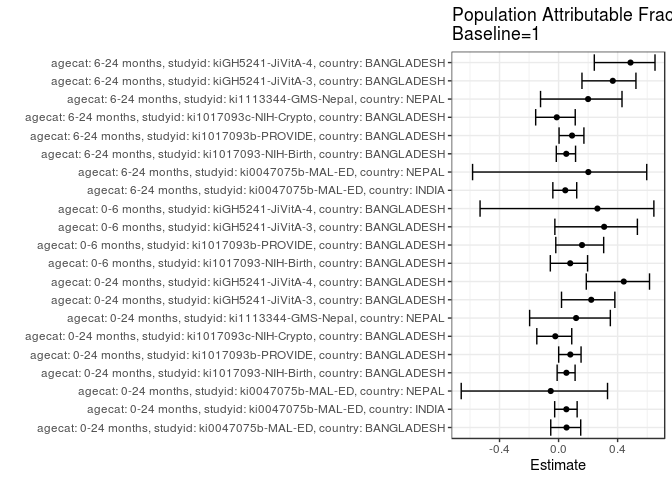 Population Attributable Frac
Baseline=1
agecat: 6-24 months, studyid: kiGH5241-JiVitA-4, country: BANGLADESH
agecat: 6-24 months, studyid: kiGH5241-JiVitA-3, country: BANGLADESH
agecat: 6-24 months, studyid: ki1113344-GMS-Nepal, country: NEPAL
agecat: 6-24 months, studyid: ki1017093c-NIH-Crypto, country: BANGLADESH
agecat: 6-24 months, studyid: ki1017093b-PROVIDE, country: BANGLADESH
agecat: 6-24 months, studyid: ki1017093-NIH-Birth, country: BANGLADESH
agecat: 6-24 months, studyid: ki0047075b-MAL-ED, country: NEPAL
agecat: 6-24 months, studyid: ki0047075b-MAL-ED, country: INDIA
agecat: 0-6 months, studyid: kiGH5241-JiVitA-4, country: BANGLADESH
agecat: 0-6 months, studyid: kiGH5241-JiVitA-3, country: BANGLADESH
agecat: 0-6 months, studyid: ki1017093b-PROVIDE, country: BANGLADESH
agecat: 0-6 months, studyid: ki1017093-NIH-Birth, country: BANGLADESH
agecat: 0-24 months, studyid: kiGH5241-JiVitA-4, country: BANGLADESH
agecat: 0-24 months, studyid: kiGH5241-JiVitA-3, country: BANGLADESH
agecat: 0-24 months, studyid: ki1113344-GMS-Nepal, country: NEPAL
agecat: 0-24 months, studyid: ki1017093c-NIH-Crypto, country: BANGLADESH
agecat: 0-24 months, studyid: ki1017093b-PROVIDE, country: BANGLADESH
agecat: 0-24 months, studyid: ki1017093-NIH-Birth, country: BANGLADESH
agecat: 0-24 months, studyid: ki0047075b-MAL-ED, country: NEPAL
agecat: 0-24 months, studyid: ki0047075b-MAL-ED, country: INDIA
agecat: 0-24 months, studyid: ki0047075b-MAL-ED, country: BANGLADESH
-0.4 0.0 0.4
Estimate